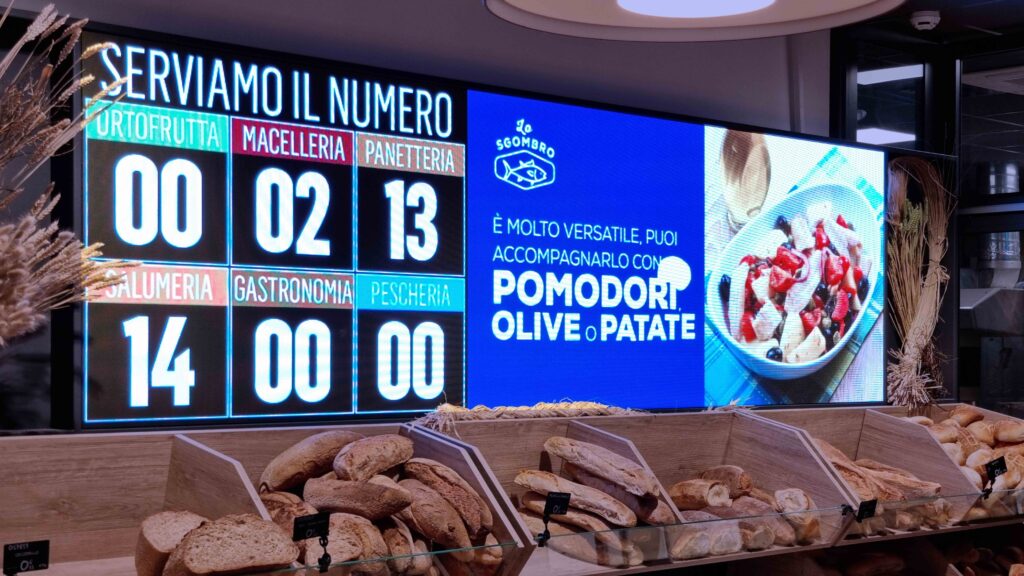 SERVIAMO IL NUMERO
ORTOFRUTTA
MACELLERIA
PANETTERIA
00
02
13
SALUMERIA
GASTRONOMIA
PESCHERIA
14
00
00
Lo
SGOMBRO
È MOLTO VERSATILE, PUOI
ACCOMPAGNARLO CON
POMODORI,
OLIVE O PATATE